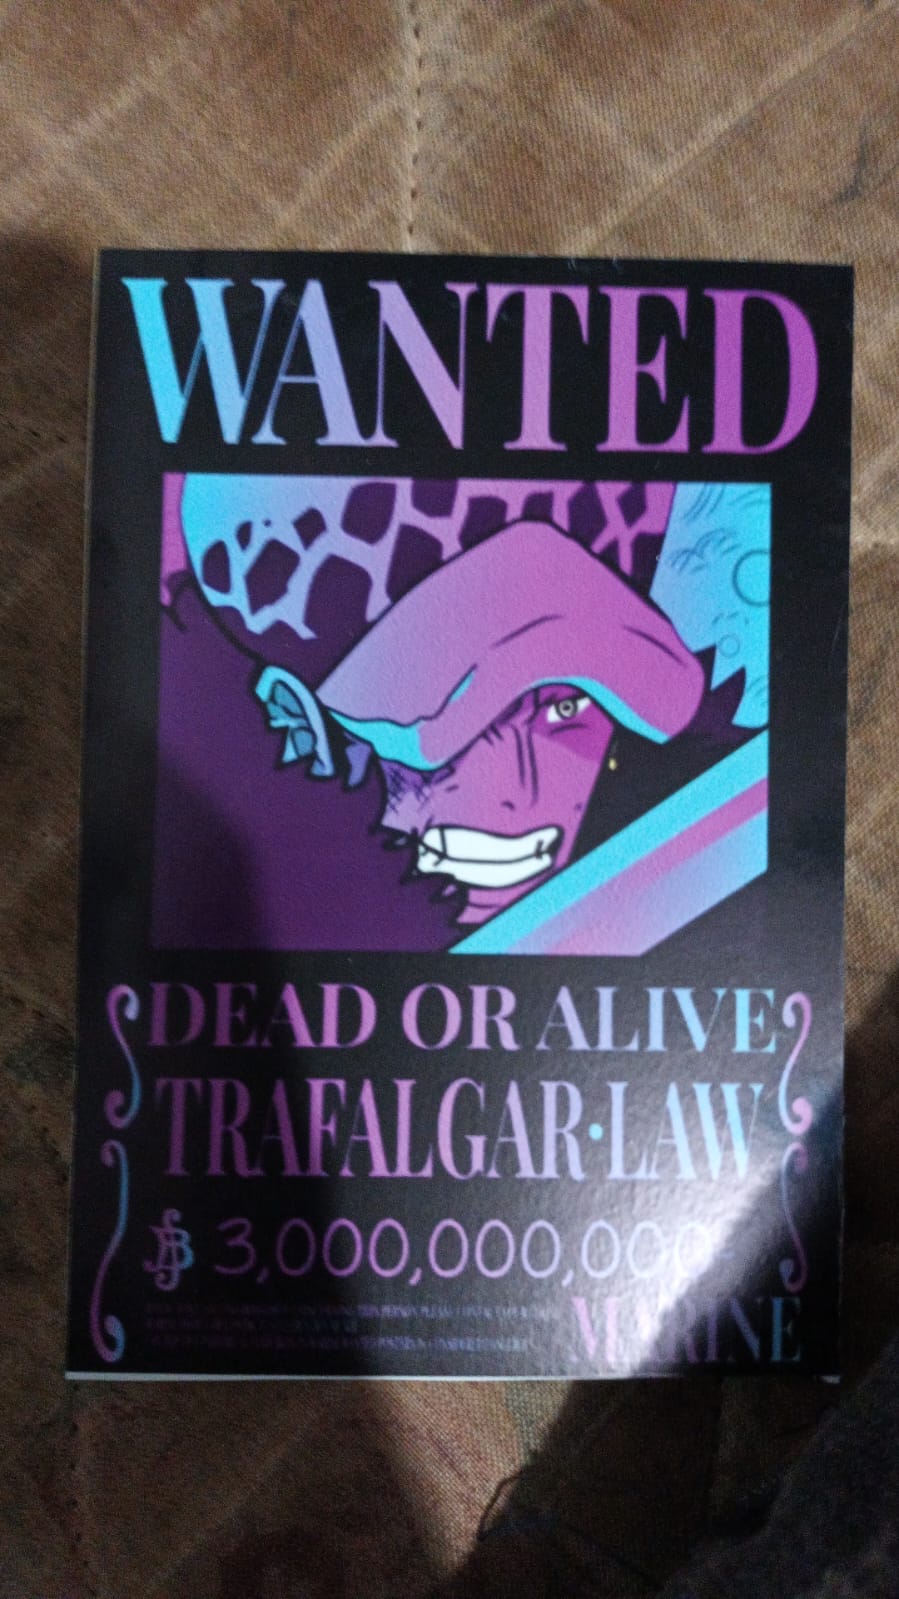 WANTED
DEAD OR ALIVE
TRAFALGAR·LAW
3,000,000,000
MARINE